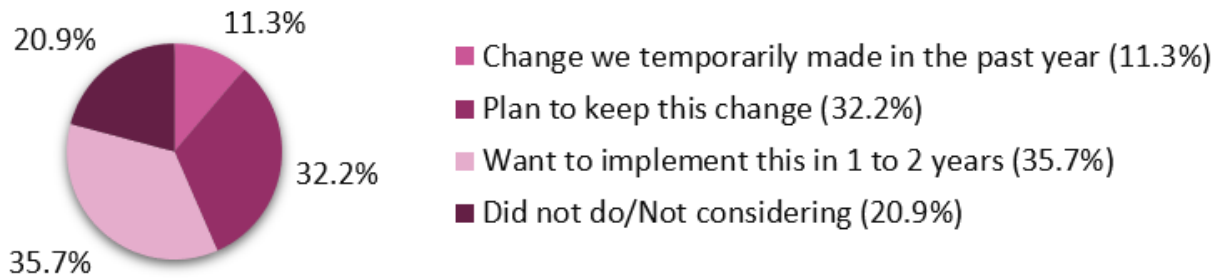 11.3%
20.9%
32.2%
35.7%
Change we temporarily made in the past year (11.3%)
Plan to keep this change (32.2%)
Want to implement this in 1 to 2 years (35.7%)
Did not do/Not considering (20.9%)